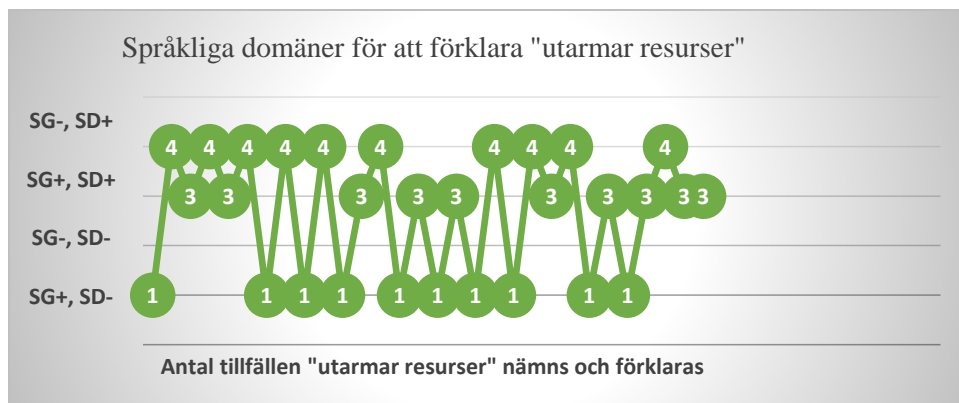 Språkliga domäner för att förklara "utarmar resurser"
SG-, SD+
4 4 4 4 4 4 4 4 4 4
SG+, SD+
3 3 3 3 3 3 3 3 3 3
SG-, SD-
SG+, SD-
1 1 1 1 1 1 1 1 1 1
Antal tillfällen "utarmar resurser" nämns och förklaras